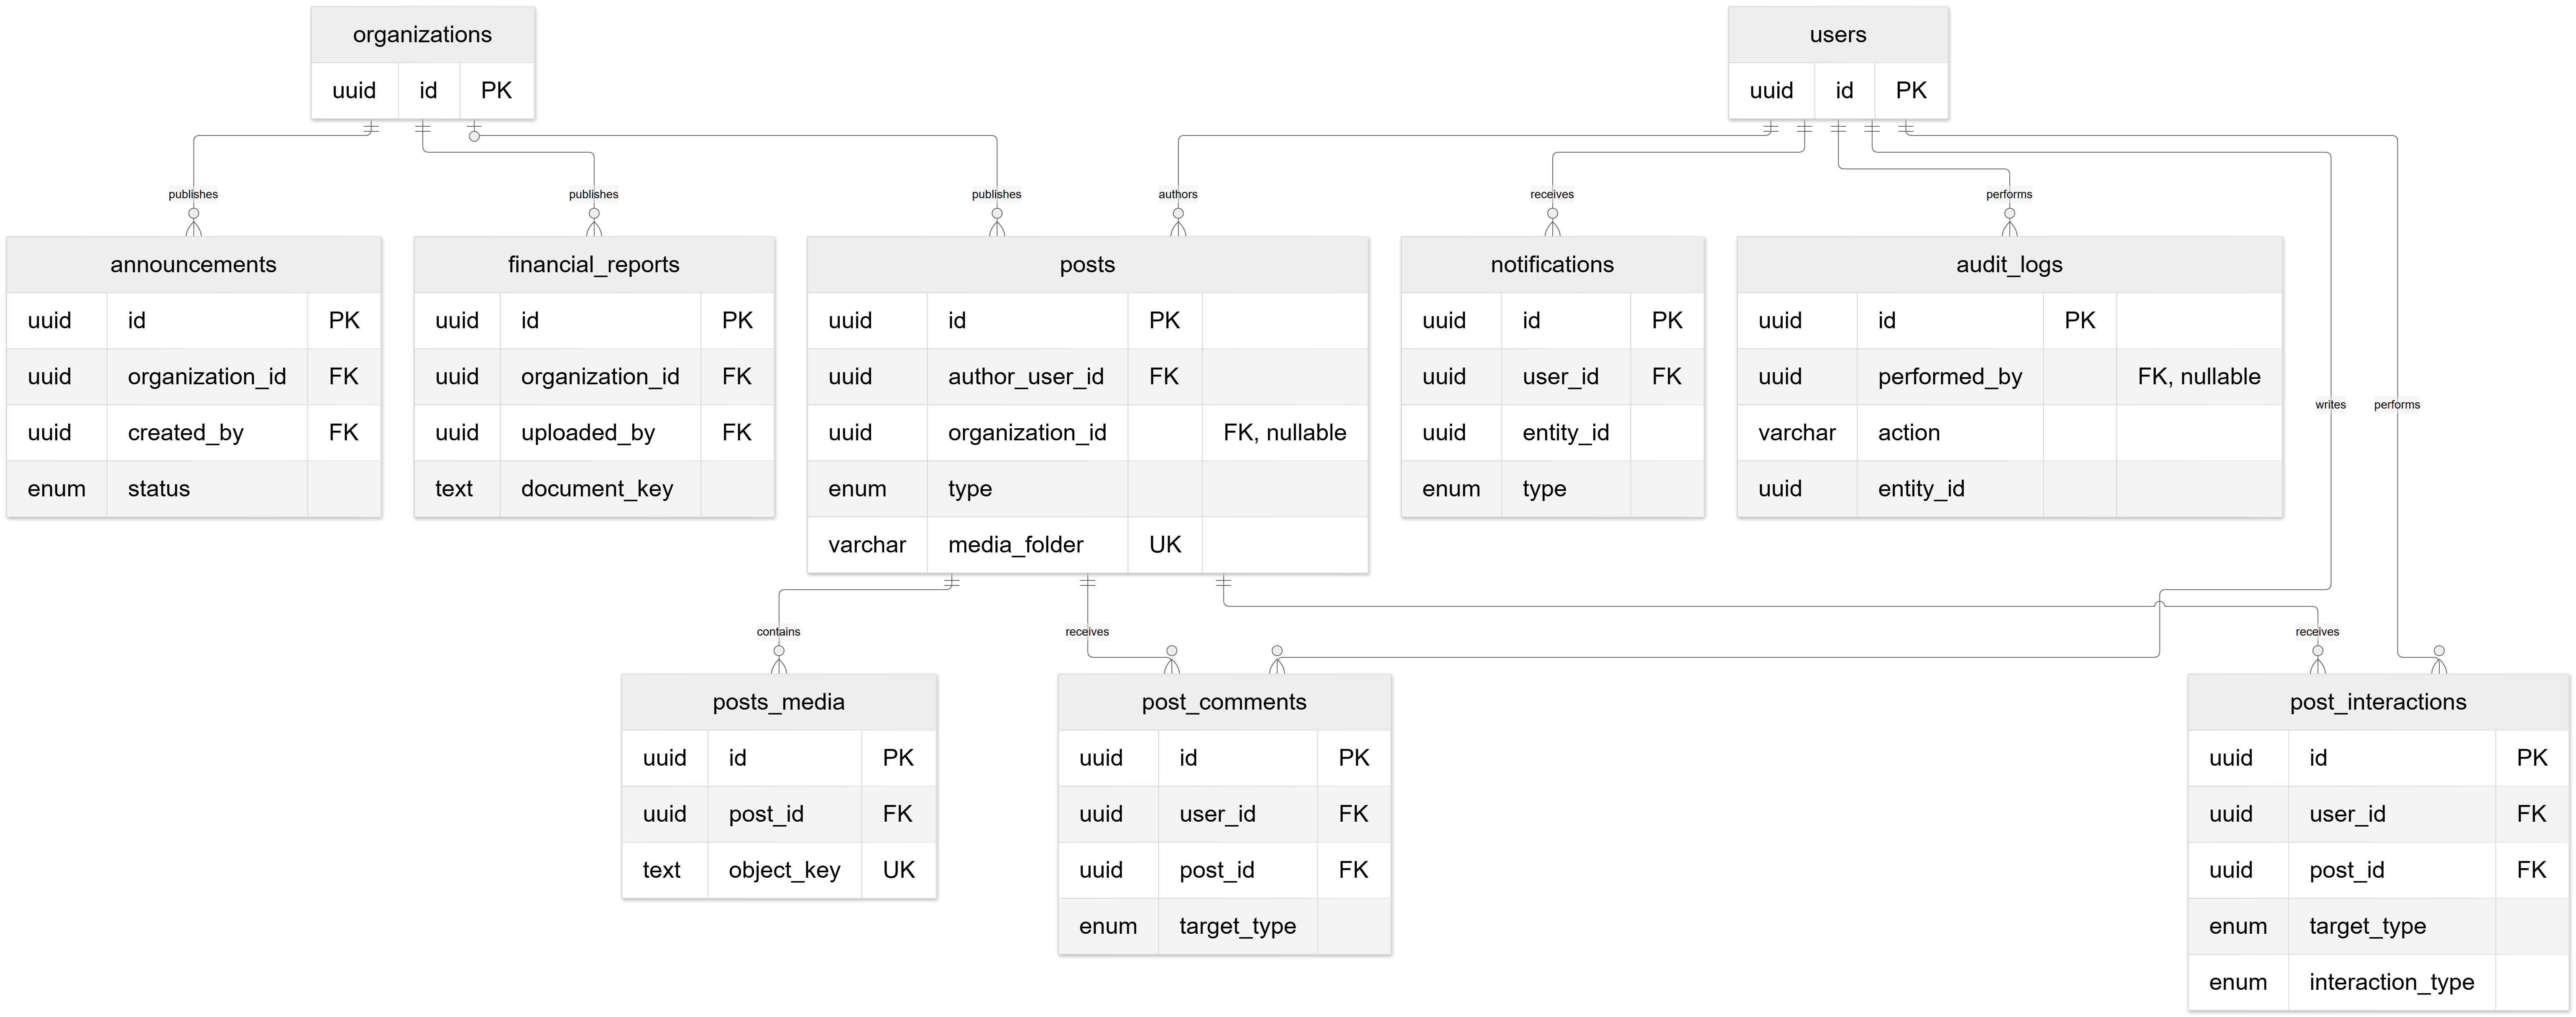 organizations
uuid id PK
users
uuid id PK
publishes
publishes
publishes
authors
receives
performs
announcements
uuid id PK
uuid organization_id FK
uuid created_by FK
enum status
financial_reports
uuid id PK
uuid organization_id FK
uuid uploaded_by FK
text document_key
posts
uuid id PK
uuid author_user_id FK
uuid organization_id FK, nullable
enum type
varchar media_folder UK
notifications
uuid id PK
uuid user_id FK
uuid entity_id
enum type
audit_logs
uuid id PK
uuid performed_by FK, nullable
varchar action
uuid entity_id
writes
performs
contains
receives
receives
posts_media
uuid id PK
uuid post_id FK
text object_key UK
post_comments
uuid id PK
uuid user_id FK
uuid post_id FK
enum target_type
post_interactions
uuid id PK
uuid user_id FK
uuid post_id FK
enum target_type
enum interaction_type